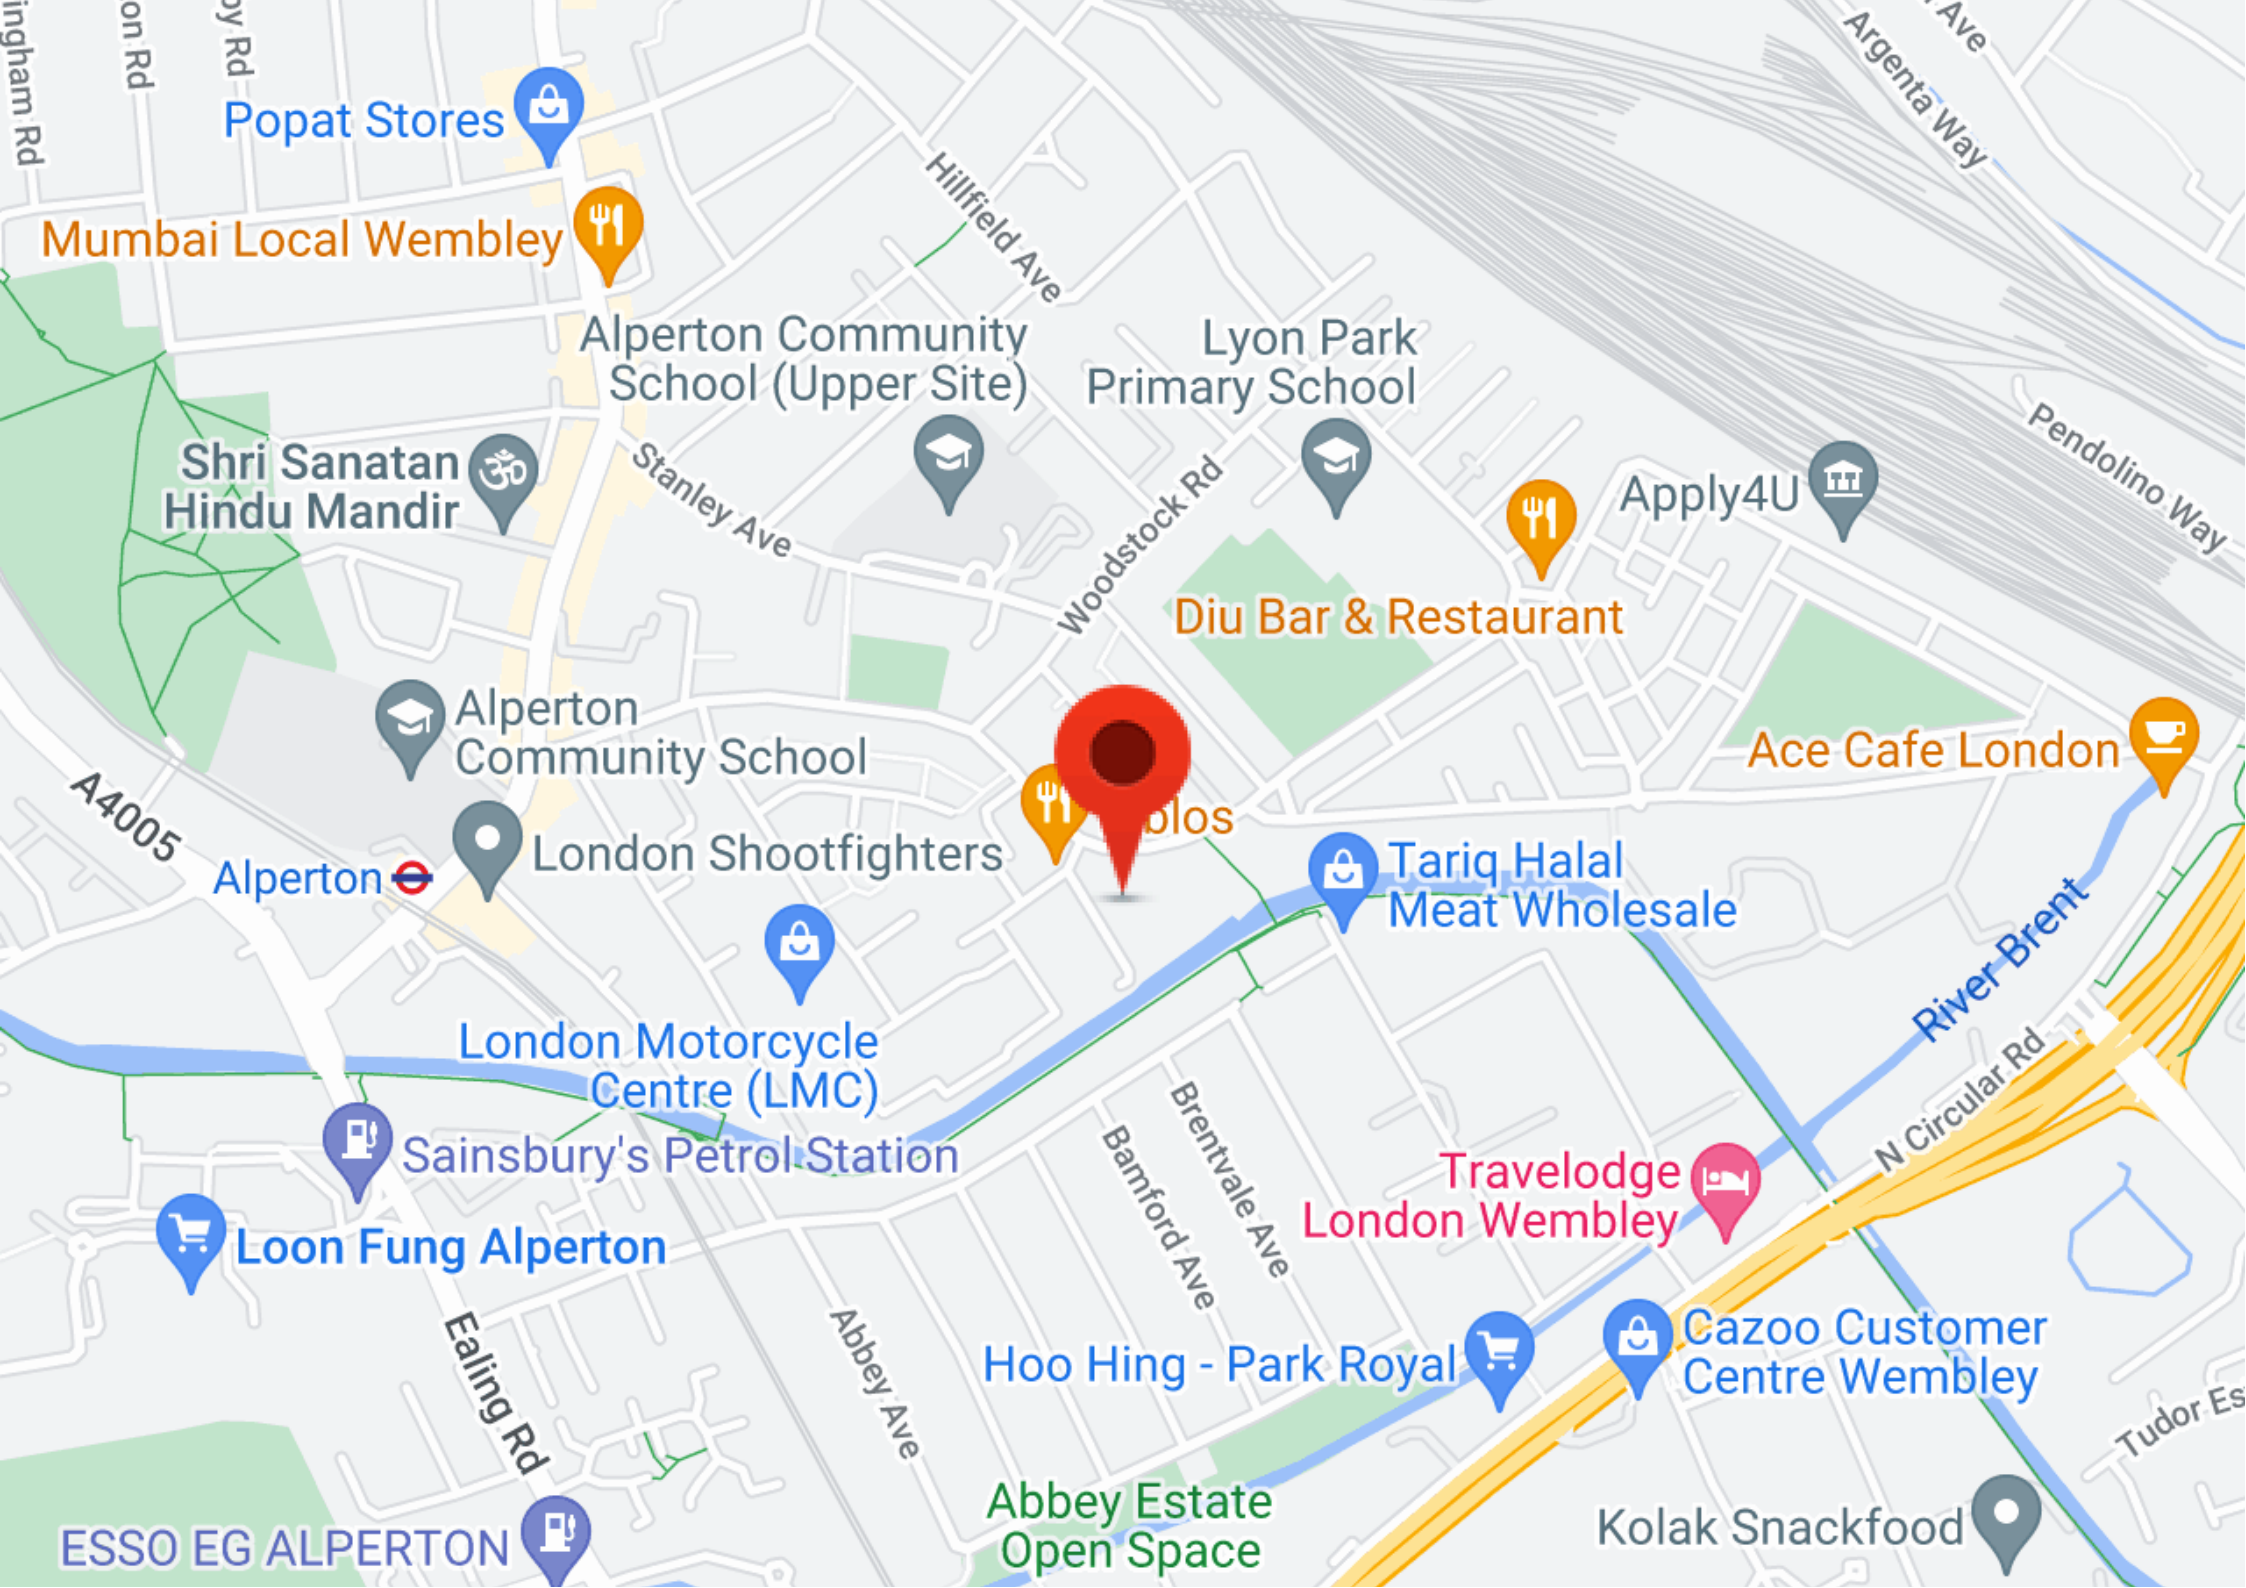 ingham Rd
on Rd
by Rd
Ave
Argenta Way
Popat Stores
Hillfield Ave
Mumbai Local Wembley
Alperton Community
School (Upper Site)
Lyon Park
Primary School
Pendolino Way
Shri Sanatan
Hindu Mandir
Stanley Ave
Woodstock Rd
Apply4U
Diu Bar & Restaurant
Alperton
Community School
Ace Cafe London
A4005
blos
London Shootfighters
Alperton
Tariq Halal
Meat Wholesale
River Brent
London Motorcycle
Centre (LMC)
N Circular Rd
Sainsbury's Petrol Station
Brentvale Ave
Bamford Ave
Travelodge
London Wembley
Loon Fung Alperton
Ealing Rd
Abbey Ave
Hoo Hing - Park Royal
Cazoo Customer
Centre Wembley
Tudor Es
Abbey Estate
Open Space
Kolak Snackfood
ESSO EG ALPERTON